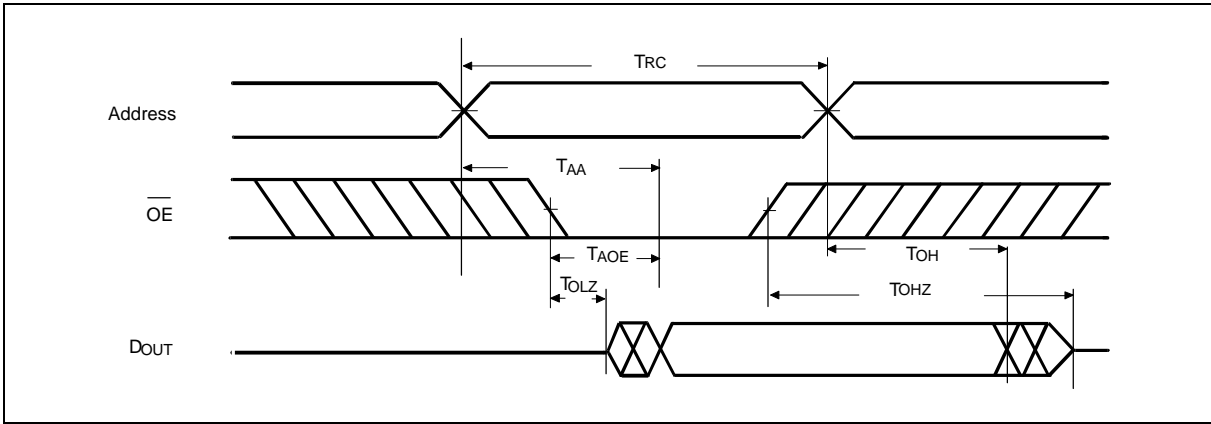 TRC
Address
TAA
OE
TOH
TAOE
TOLZ
TOHZ
DOUT